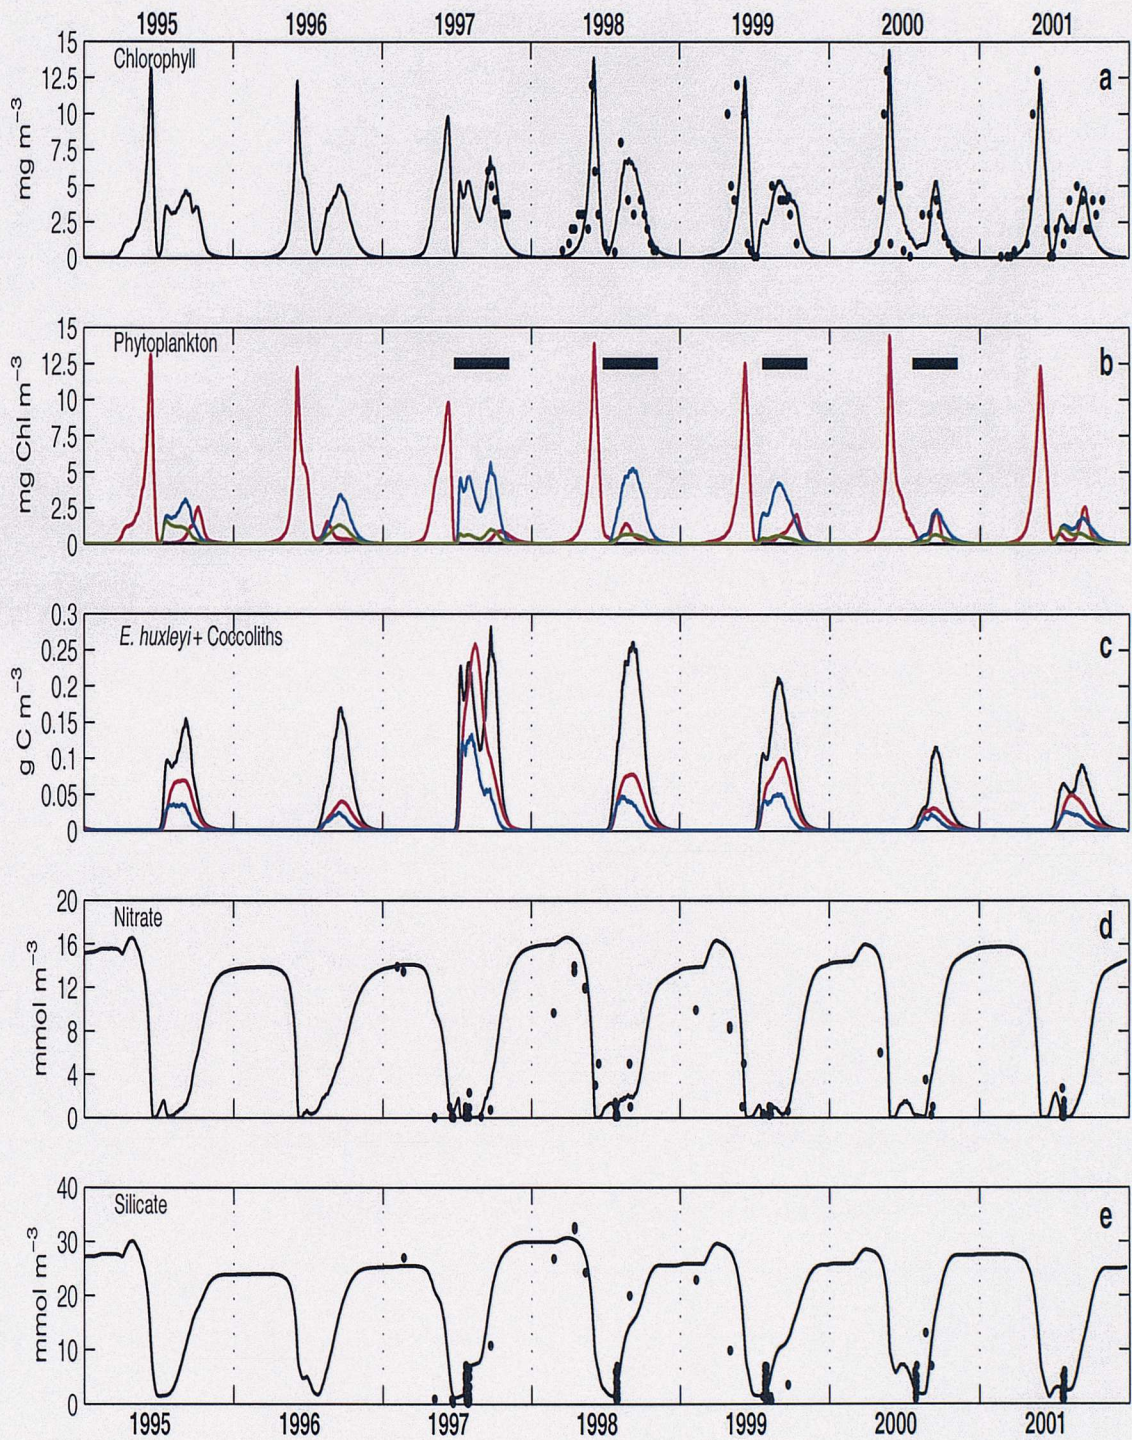 1995 1996 1997 1998 1999 2000 2001
Chlorophyll
a
mg m−3
15
12.5
10
7.5
5
2.5
0
Phytoplankton
b
mg Chl m−3
15
12.5
10
7.5
5
2.5
0
E. huxleyi + Coccoliths
c
g C m−3
0.3
0.25
0.2
0.15
0.1
0.05
0
Nitrate
d
mmol m−3
20
16
12
8
4
0
Silicate
e
mmol m−3
40
30
20
10
0
1995 1996 1997 1998 1999 2000 2001